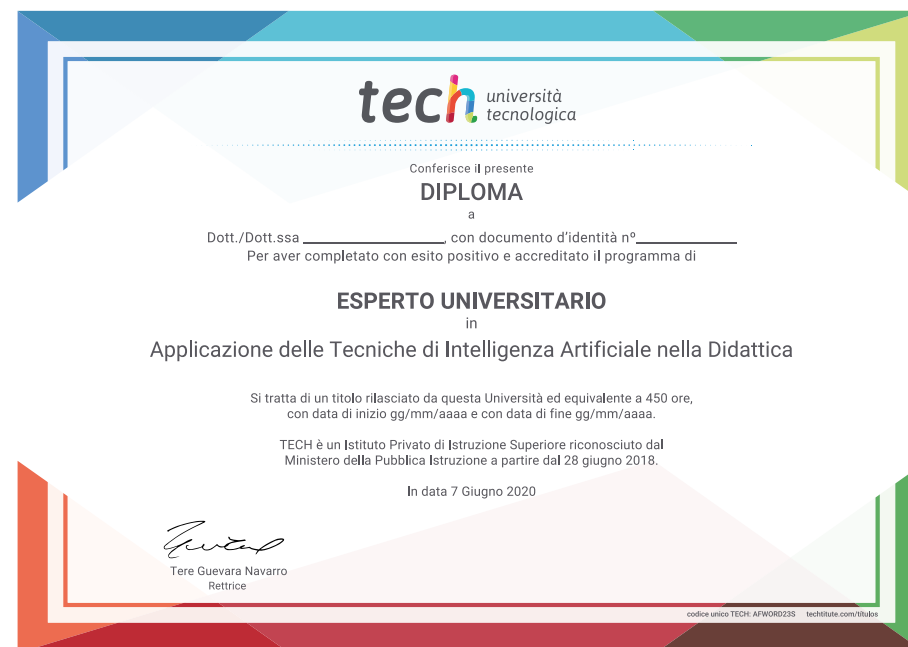 tech università
tecnologica
Conferisce il presente
DIPLOMA
a
Dott./Dott.ssa ____________________, con documento d'identità nº______________
Per aver completato con esito positivo e accreditato il programma di
ESPERTO UNIVERSITARIO
in
Applicazione delle Tecniche di Intelligenza Artificiale nella Didattica
Si tratta di un titolo rilasciato da questa Università ed equivalente a 450 ore,
con data di inizio gg/mm/aaaa e con data di fine gg/mm/aaaa.
TECH è un Istituto Privato di Istruzione Superiore riconosciuto dal
Ministero della Pubblica Istruzione a partire dal 28 giugno 2018.
In data 7 Giugno 2020
Tere Guevara Navarro
Rettrice
codice unico TECH: AFWORD23S techtitute.com/titulos